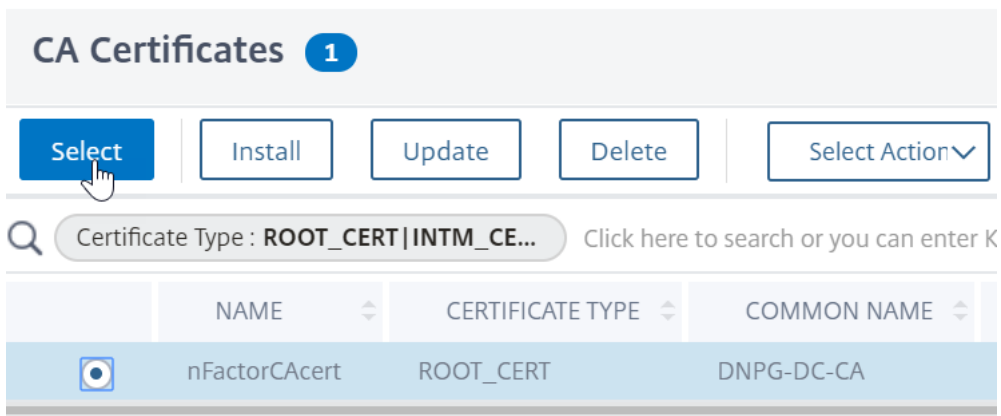 CA Certificates 1
Select Install Update Delete Select Action
Certificate Type : ROOT_CERT|INTM_CE... Click here to search or you can enter K
NAME CERTIFICATE TYPE COMMON NAME
nFactorCAcert ROOT_CERT DNPG-DC-CA